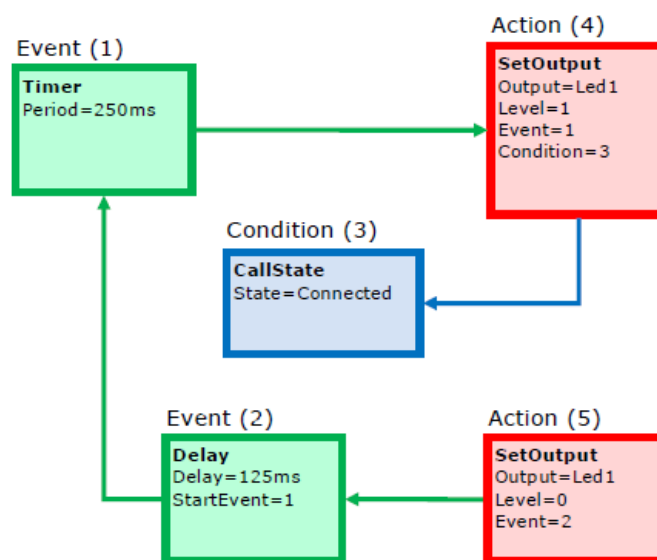 Event (1)
Timer
Period=250ms
Action (4)
SetOutput
Output=Led1
Level=1
Event=1
Condition=3
Condition (3)
CallState
State=Connected
Event (2)
Delay
Delay=125ms
StartEvent=1
Action (5)
SetOutput
Output=Led1
Level=0
Event=2